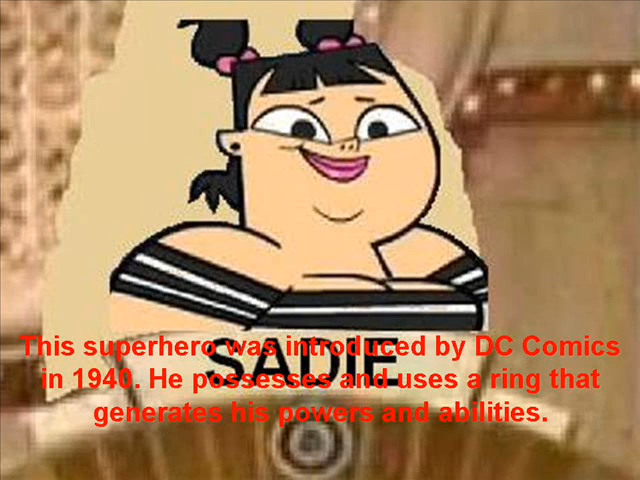 This superhero was introduced by DC Comics
SADIE
in 1940. He possesses and uses a ring that
generates his powers and abilities.